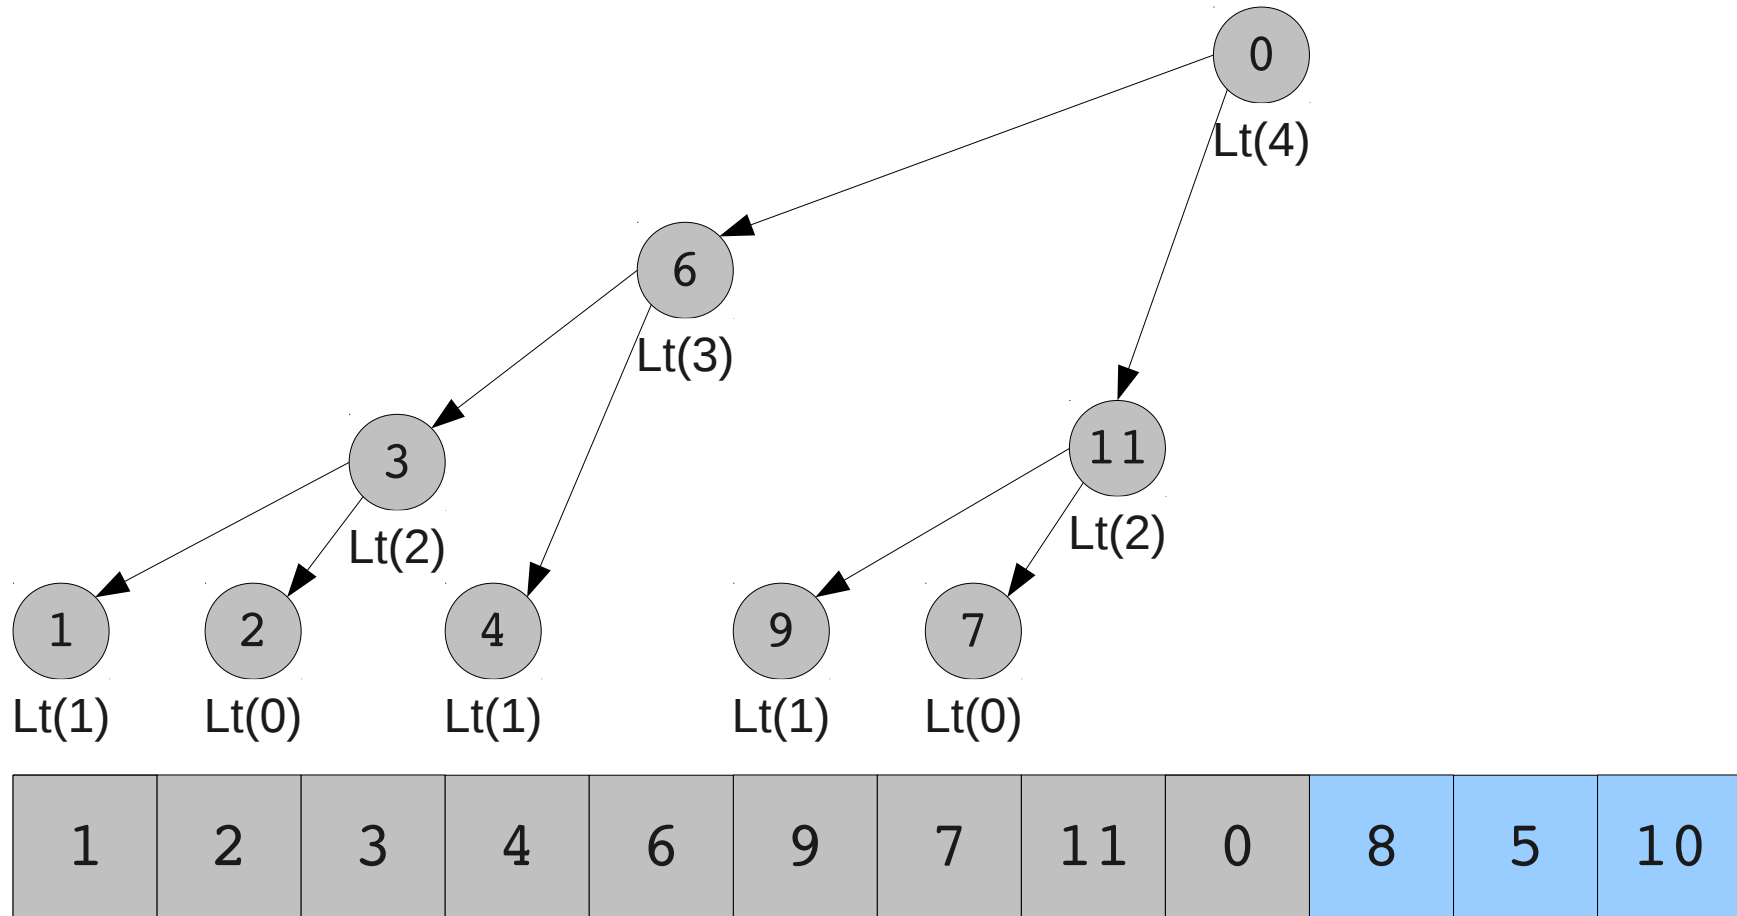 0
Lt(4)
6
Lt(3)
3
Lt(2)
11
Lt(2)
1 2 4 9 7
Lt(1) Lt(0) Lt(1) Lt(1) Lt(0)
1 2 3 4 6 9 7 11 0 8 5 10